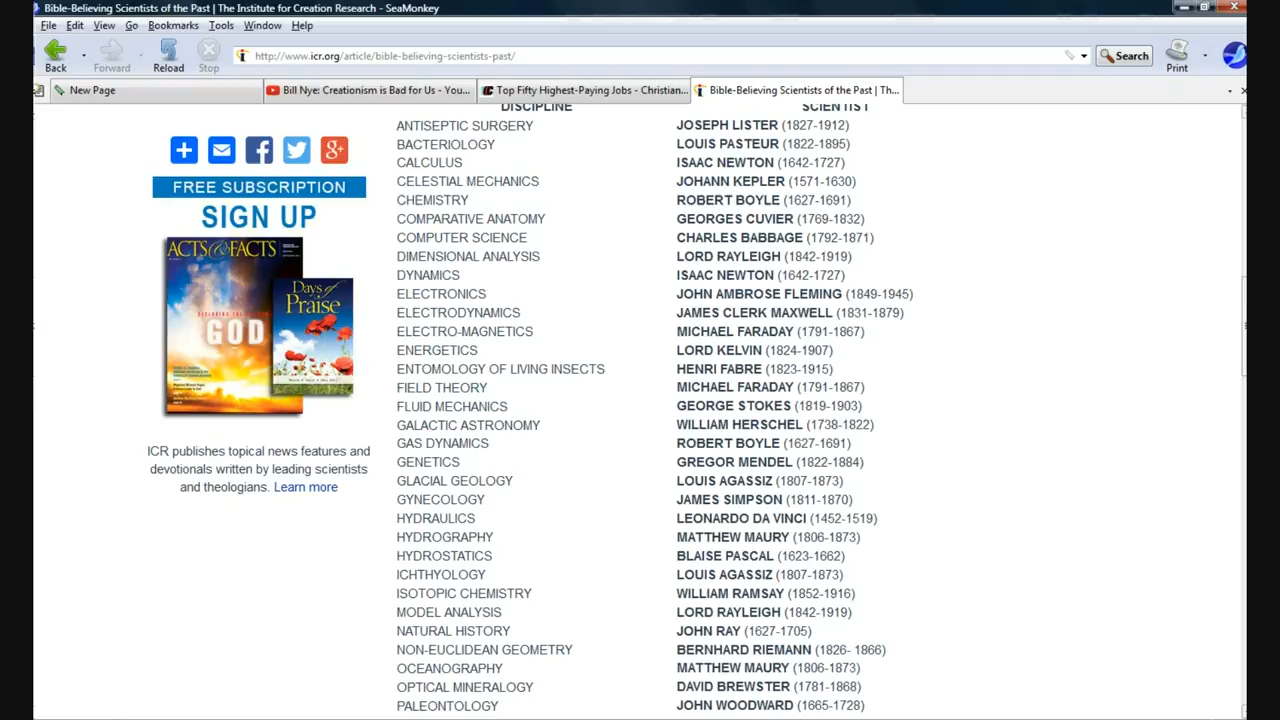 Bible-Believing Scientists of the Past | The Institute for Creation Research - SeaMonkey
File Edit View Go Bookmarks Tools Window Help
Back Forward Reload Stop
http://www.icr.org/article/bible-believing-scientists-past/
Search
Print
New Page
Bill Nye: Creationism is Bad for Us - You...
Top Fifty Highest-Paying Jobs - Christian...
Bible-Believing Scientists of the Past | Th...
FREE SUBSCRIPTION
SIGN UP
ACTS & FACTS
GOD
Days of
Praise
ICR publishes topical news features and
devotionals written by leading scientists
and theologians. Learn more
DISCIPLINE SCIENTIST
ANTISEPTIC SURGERY JOSEPH LISTER (1827-1912)
BACTERIOLOGY LOUIS PASTEUR (1822-1895)
CALCULUS ISAAC NEWTON (1642-1727)
CELESTIAL MECHANICS JOHANN KEPLER (1571-1630)
CHEMISTRY ROBERT BOYLE (1627-1691)
COMPARATIVE ANATOMY GEORGES CUVIER (1769-1832)
COMPUTER SCIENCE CHARLES BABBAGE (1792-1871)
DIMENSIONAL ANALYSIS LORD RAYLEIGH (1842-1919)
DYNAMICS ISAAC NEWTON (1642-1727)
ELECTRONICS JOHN AMBROSE FLEMING (1849-1945)
ELECTRODYNAMICS JAMES CLERK MAXWELL (1831-1879)
ELECTRO-MAGNETICS MICHAEL FARADAY (1791-1867)
ENERGETICS LORD KELVIN (1824-1907)
ENTOMOLOGY OF LIVING INSECTS HENRI FABRE (1823-1915)
FIELD THEORY MICHAEL FARADAY (1791-1867)
FLUID MECHANICS GEORGE STOKES (1819-1903)
GALACTIC ASTRONOMY WILLIAM HERSCHEL (1738-1822)
GAS DYNAMICS ROBERT BOYLE (1627-1691)
GENETICS GREGOR MENDEL (1822-1884)
GLACIAL GEOLOGY LOUIS AGASSIZ (1807-1873)
GYNECOLOGY JAMES SIMPSON (1811-1870)
HYDRAULICS LEONARDO DA VINCI (1452-1519)
HYDROGRAPHY MATTHEW MAURY (1806-1873)
HYDROSTATICS BLAISE PASCAL (1623-1662)
ICHTHYOLOGY LOUIS AGASSIZ (1807-1873)
ISOTOPIC CHEMISTRY WILLIAM RAMSAY (1852-1916)
MODEL ANALYSIS LORD RAYLEIGH (1842-1919)
NATURAL HISTORY JOHN RAY (1627-1705)
NON-EUCLIDEAN GEOMETRY BERNHARD RIEMANN (1826- 1866)
OCEANOGRAPHY MATTHEW MAURY (1806-1873)
OPTICAL MINERALOGY DAVID BREWSTER (1781-1868)
PALEONTOLOGY JOHN WOODWARD (1665-1728)